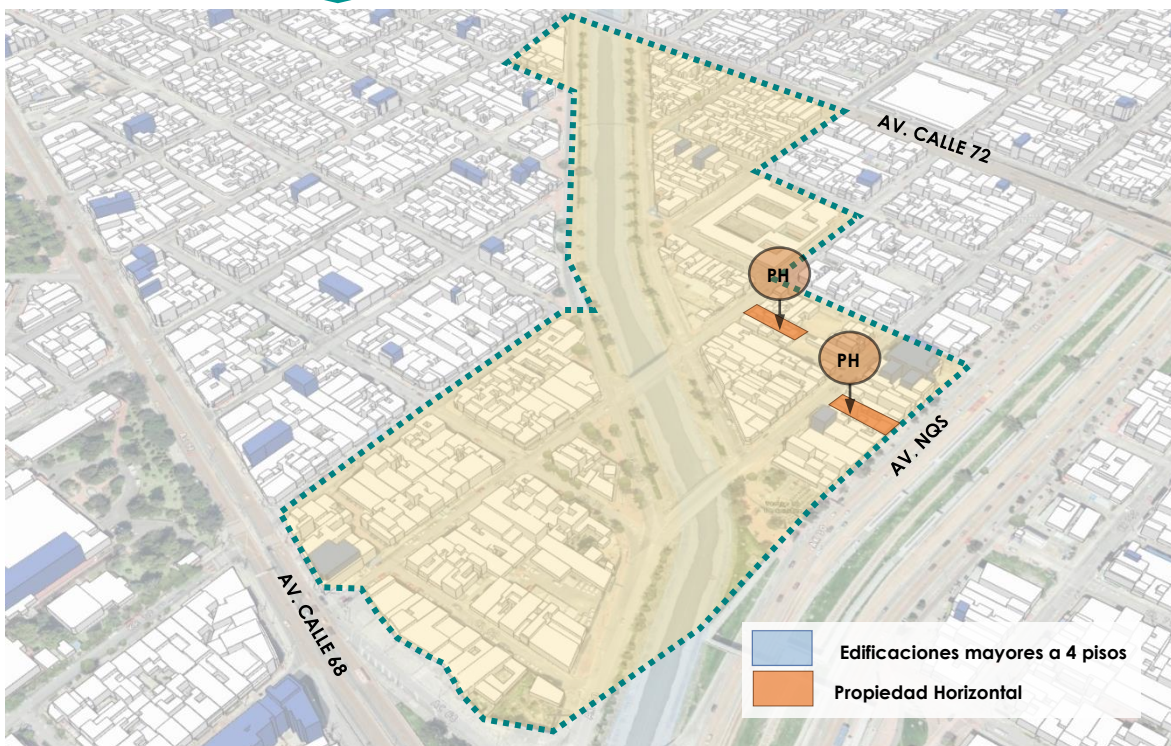 AV. CALLE 72
PH
PH
AV. NQS
AV. CALLE 68
Edificaciones mayores a 4 pisos
Propiedad Horizontal